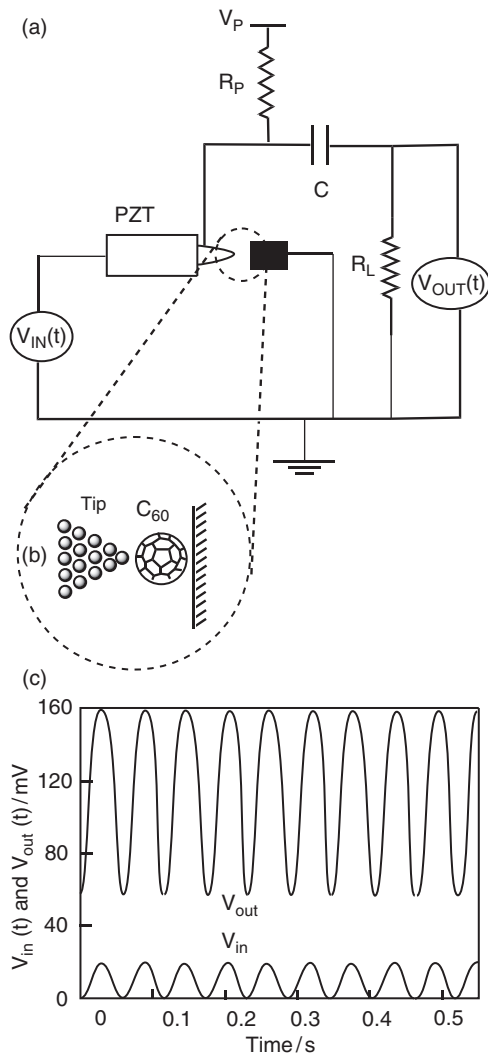 (a)
V_P
R_P
C
PZT
R_L
V_OUT(t)
V_IN(t)
Tip
C_60
(b)
(c)
160
120
80
40
0
V_in (t) and V_out (t)/mV
V_out
V_in
0 0.1 0.2 0.3 0.4 0.5
Time/s